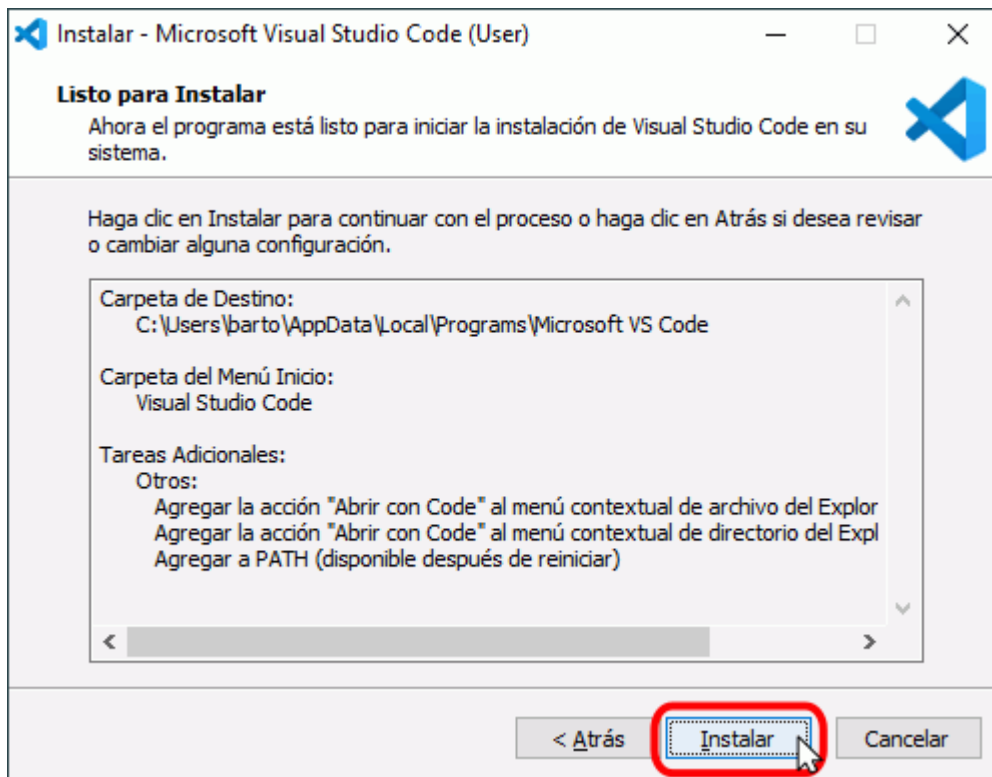 Instalar - Microsoft Visual Studio Code (User)
Listo para Instalar
Ahora el programa está listo para iniciar la instalación de Visual Studio Code en su
sistema.
Haga clic en Instalar para continuar con el proceso o haga clic en Atrás si desea revisar
o cambiar alguna configuración.
Carpeta de Destino:
C:\Users\barto\AppData\Local\Programs\Microsoft VS Code
Carpeta del Menú Inicio:
Visual Studio Code
Tareas Adicionales:
Otros:
Agregar la acción "Abrir con Code" al menú contextual de archivo del Explor
Agregar la acción "Abrir con Code" al menú contextual de directorio del Expl
Agregar a PATH (disponible después de reiniciar)
< Atrás
Instalar
Cancelar